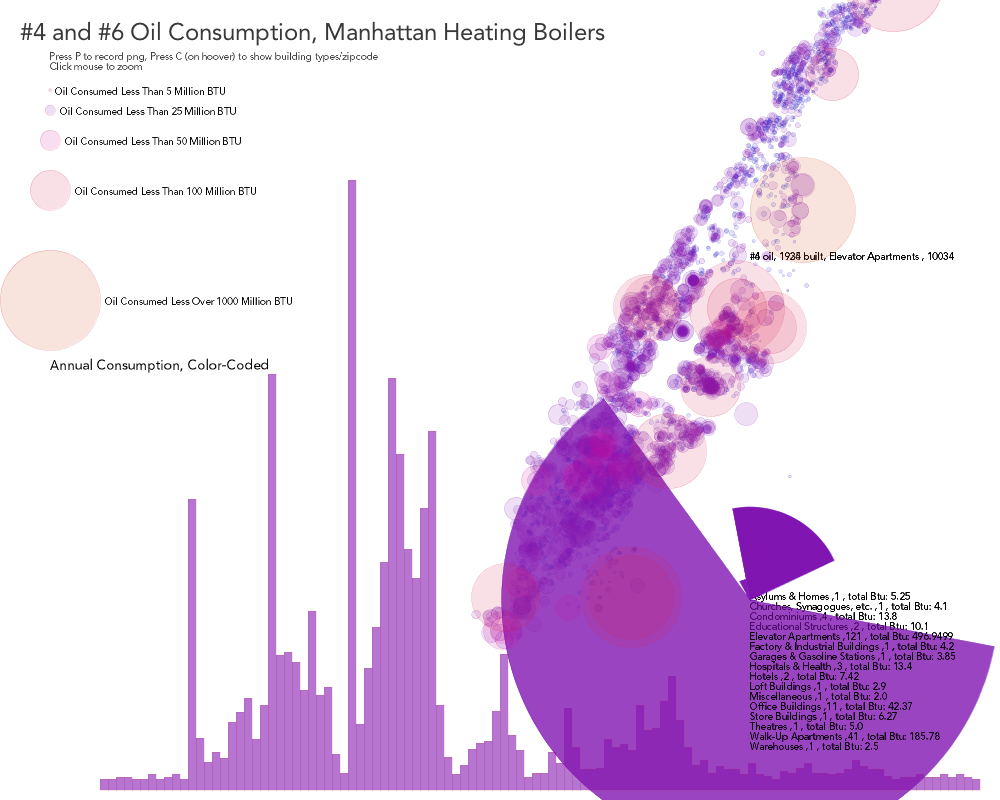 #4 and #6 Oil Consumption, Manhattan Heating Boilers
Press P to record png, Press C (on hoover) to show building types/zipcode
Click mouse to zoom
Oil Consumed Less Than 5 Million BTU
Oil Consumed Less Than 25 Million BTU
Oil Consumed Less Than 50 Million BTU
Oil Consumed Less Than 100 Million BTU
Oil Consumed Less Over 1000 Million BTU
Annual Consumption, Color-Coded
oil, built, Elevator Apartments , 10034
Asylums & Homes ,1 , total Btu: 5.25
Churches, Synagogues, etc. ,1 , total Btu: 4.1
Condominiums ,4 , total Btu: 13.8
Educational Structures ,2 , total Btu: 10.1
Elevator Apartments ,121 , total Btu: 496.9499
Factory & Industrial Buildings ,1 , total Btu: 4.2
Garages & Gasoline Stations ,1 , total Btu: 3.85
Hospitals & Health ,3 , total Btu: 13.4
Hotels ,2 , total Btu: 7.42
Loft Buildings ,1 , total Btu: 2.9
Miscellaneous ,1 , total Btu: 2.0
Office Buildings ,11 , total Btu: 42.37
Store Buildings ,1 , total Btu: 6.27
Theatres ,1 , total Btu: 5.0
Walk-Up Apartments ,41 , total Btu: 185.78
Warehouses ,1 , total Btu: 2.5